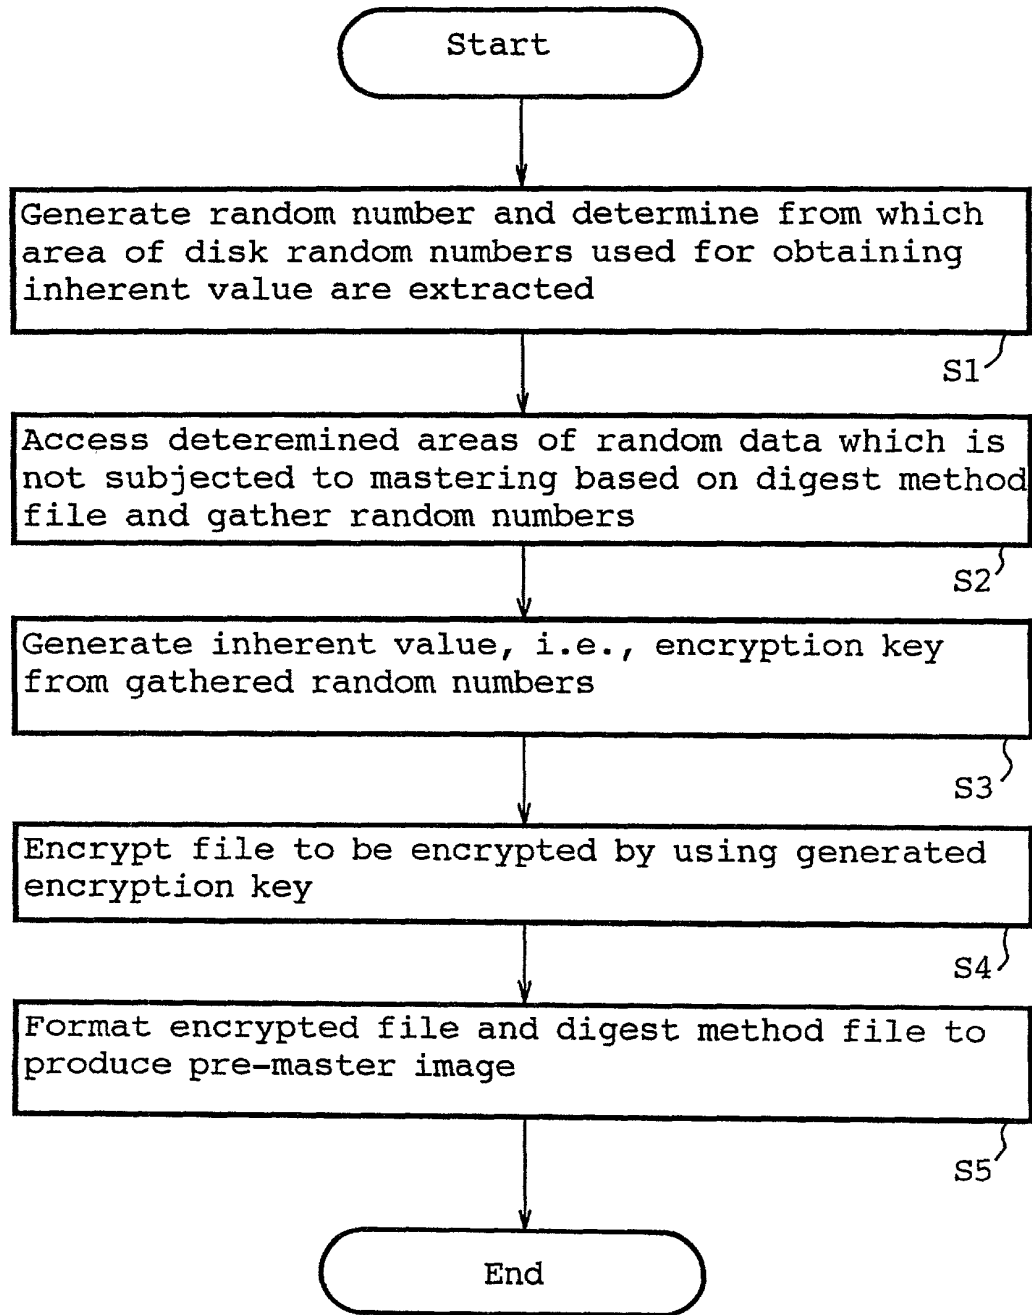 Start
Generate random number and determine from which
area of disk random numbers used for obtaining
inherent value are extracted
S1
Access deteremined areas of random data which is
not subjected to mastering based on digest method
file and gather random numbers
S2
Generate inherent value, i.e., encryption key
from gathered random numbers
S3
Encrypt file to be encrypted by using generated
encryption key
S4
Format encrypted file and digest method file to
produce pre-master image
S5
End